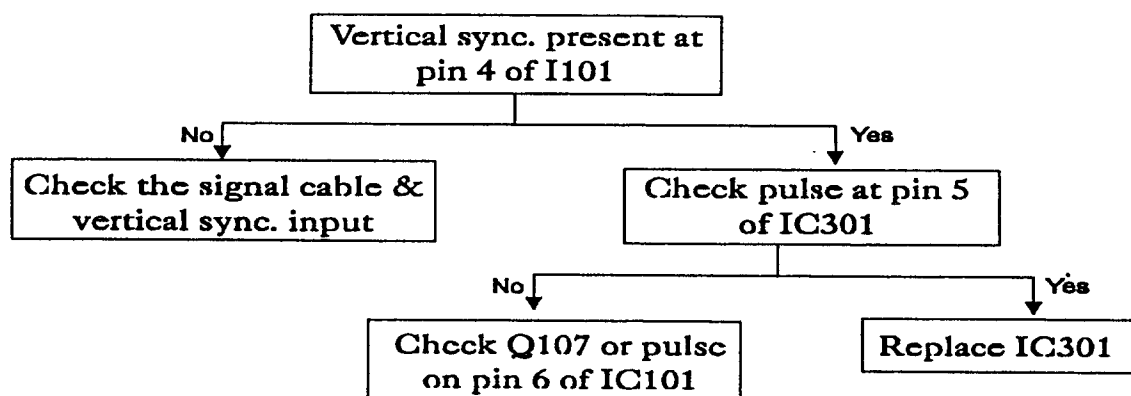 Vertical sync. present at
pin 4 of I101
No
Yes
Check the signal cable &
vertical sync. input
Check pulse at pin 5
of IC301
No
Yes
Check Q107 or pulse
on pin 6 of IC101
Replace IC301